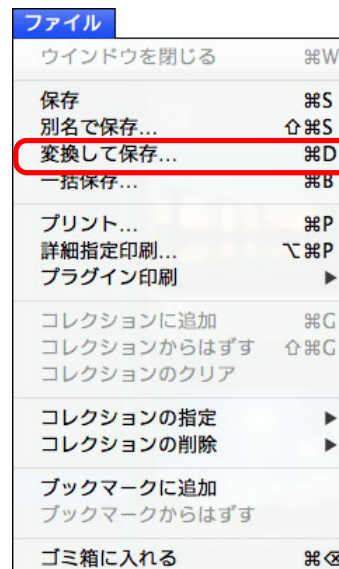 ファイル
ウインドウを閉じる ⌘W
保存 ⌘S
別名で保存... ⇧⌘S
変換して保存... ⌘D
一括保存... ⌘B
プリント... ⌘P
詳細指定印刷... ⌥⌘P
プラグイン印刷 ▶
コレクションに追加 ⌘G
コレクションからはずす ⇧⌘G
コレクションのクリア
コレクションの指定 ▶
コレクションの削除 ▶
ブックマークに追加
ブックマークからはずす
ゴミ箱に入れる ⌘⌫